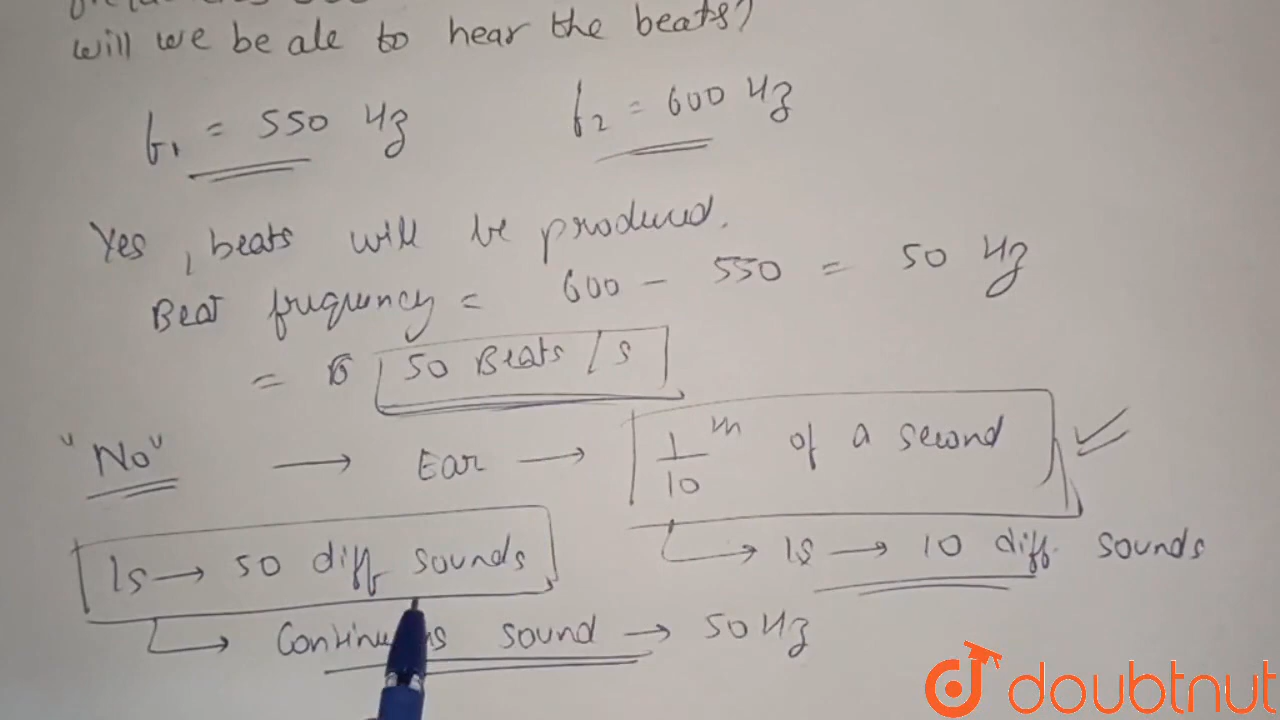 will we be ale to hear the beats?
f1 = 550 Hz
f2 = 600 Hz
Yes, beats will be produced.
Beat frequency = 600 - 550 = 50 Hz
= 50 Beats / s
"No" → Ear → 1/10 th of a second
1s → 50 diff sounds
1s → 10 diff. sounds
Continuous sound → 50 Hz
doubtnut